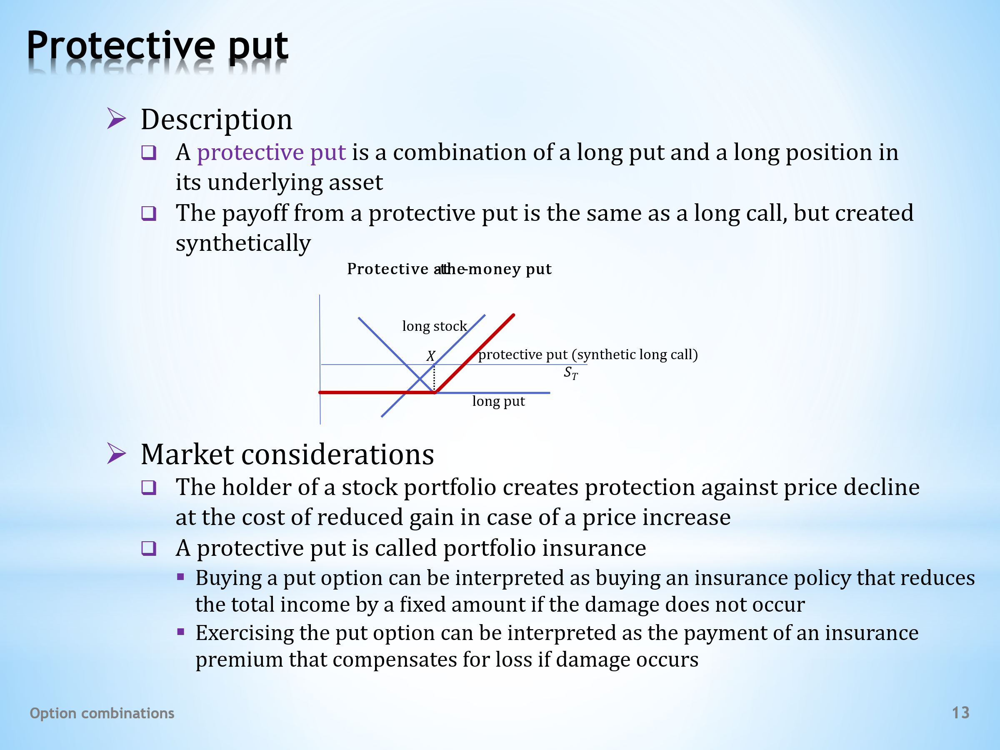 Protective put
Description
A protective put is a combination of a long put and a long position in
its underlying asset
The payoff from a protective put is the same as a long call, but created
synthetically
Protective at-the-money put
long stock
X
protective put (synthetic long call)
S_T
long put
Market considerations
The holder of a stock portfolio creates protection against price decline
at the cost of reduced gain in case of a price increase
A protective put is called portfolio insurance
Buying a put option can be interpreted as buying an insurance policy that reduces
the total income by a fixed amount if the damage does not occur
Exercising the put option can be interpreted as the payment of an insurance
premium that compensates for loss if damage occurs
Option combinations
13